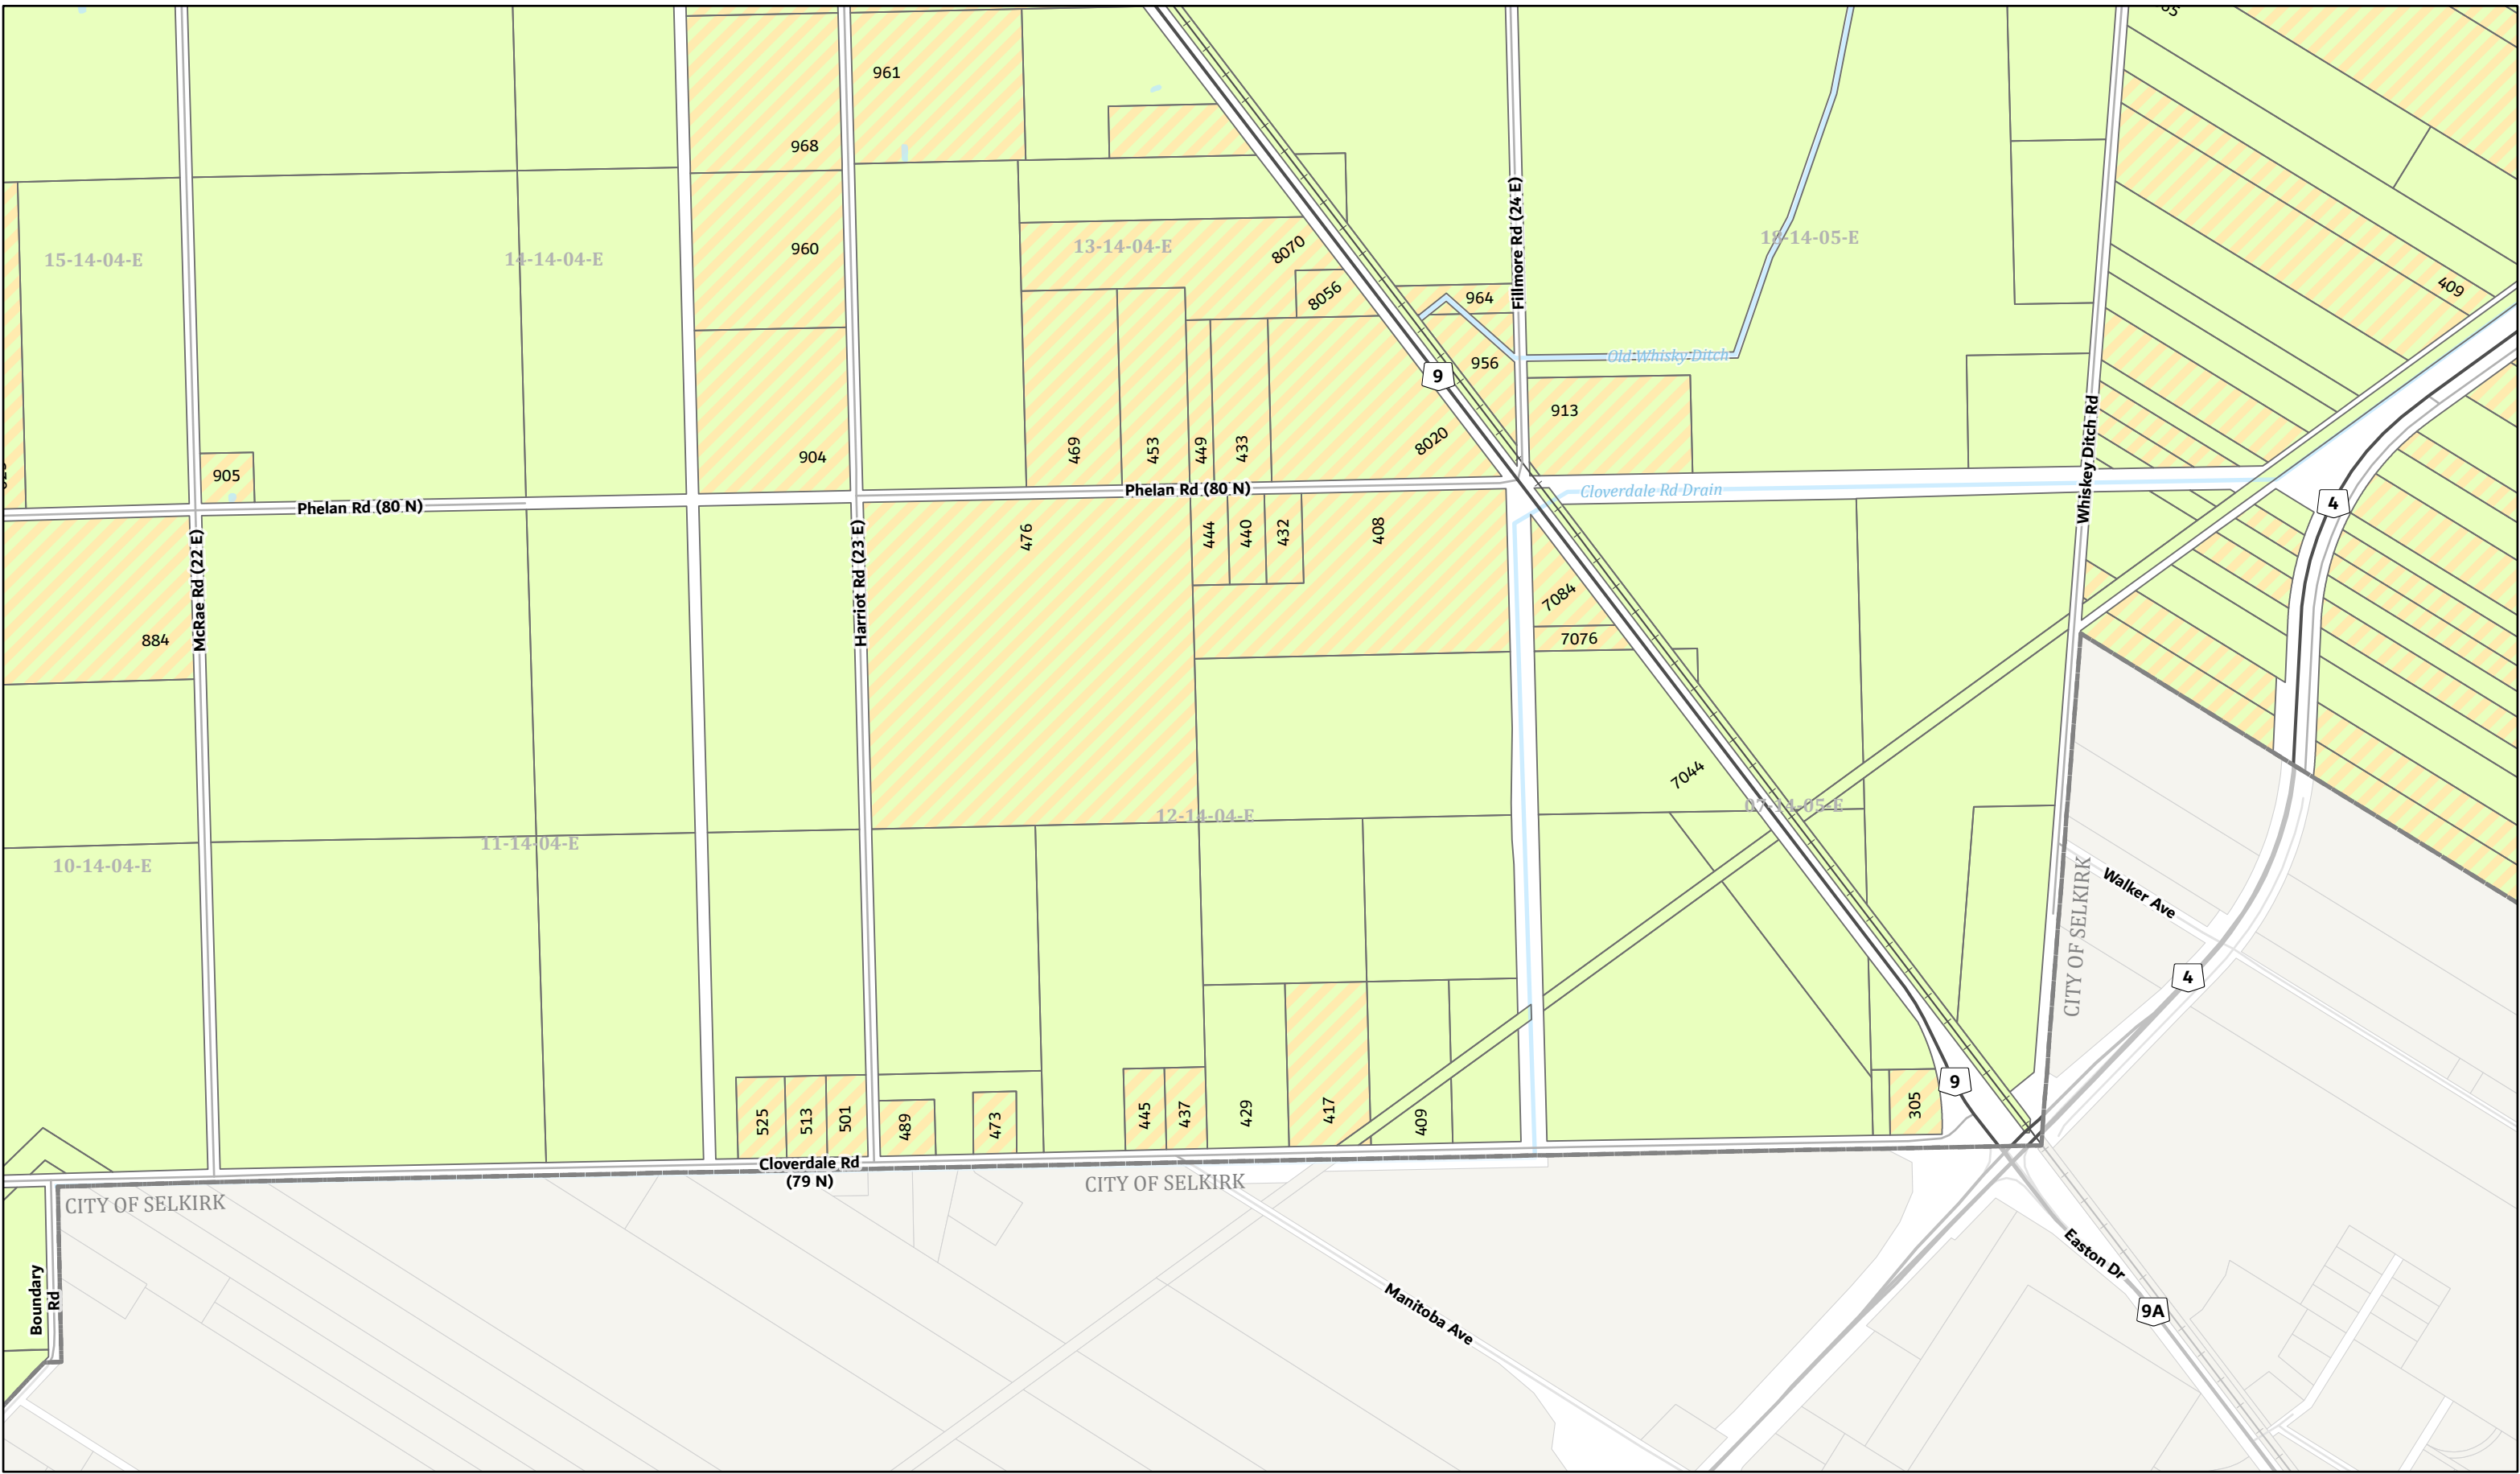 961
968
960
904
15-14-04-E
14-14-04-E
13-14-04-E
18-14-05-E
8070
8056
964
956
Fillmore Rd (24 E)
Old Whisky Ditch
9
913
8020
409
469
453
449
433
905
Phelan Rd (80 N)
Phelan Rd (80 N)
Cloverdale Rd Drain
Whiskey Ditch Rd
4
McRae Rd (22 E)
Harriot Rd (23 E)
476
444
440
432
408
884
7084
7076
7044
10-14-04-E
11-14-04-E
12-14-04-E
07-14-05-E
CITY OF SELKIRK
Walker Ave
4
9
525
513
501
489
473
445
437
429
417
409
305
Cloverdale Rd
(79 N)
CITY OF SELKIRK
CITY OF SELKIRK
Boundary
Rd
Manitoba Ave
Easton Dr
9A